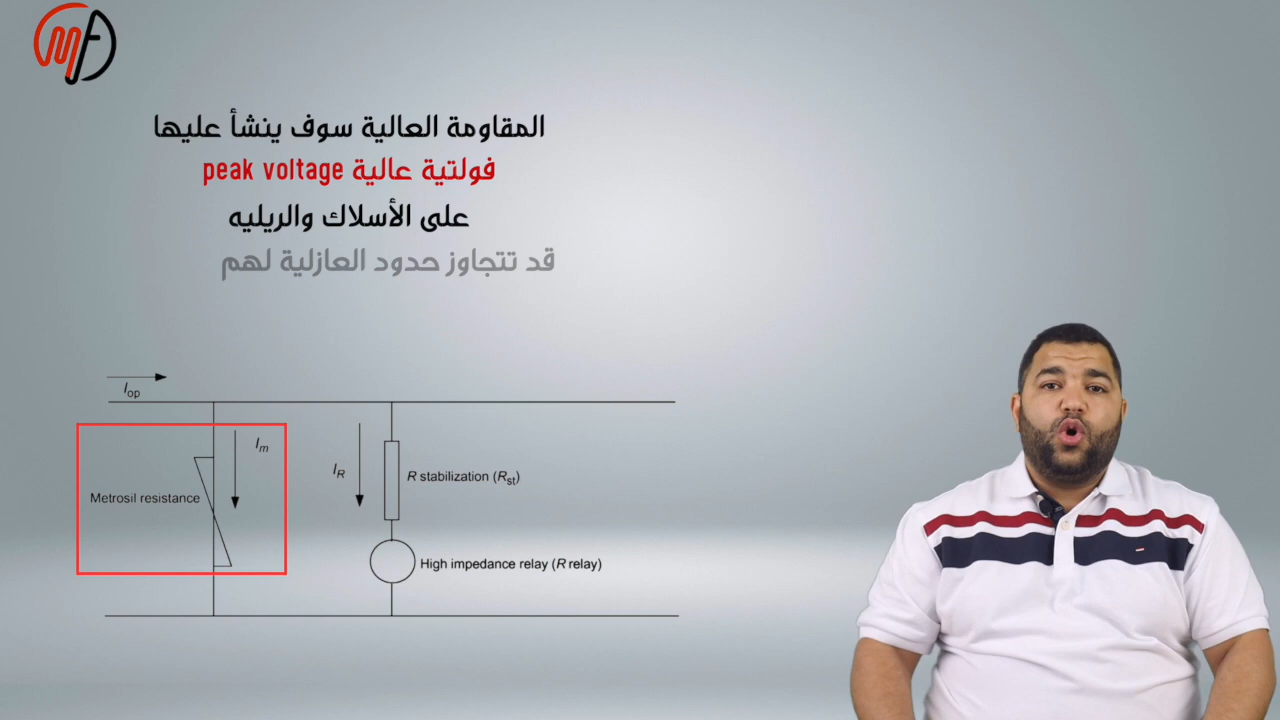 المقاومة العالية سوف ينشأ عليها
فولتية عالية peak voltage
على الأسلاك والريليه
قد تتجاوز حدود العازلية لهم
Iop
Im
Metrosil resistance
IR
R stabilization (Rst)
High impedance relay (R relay)